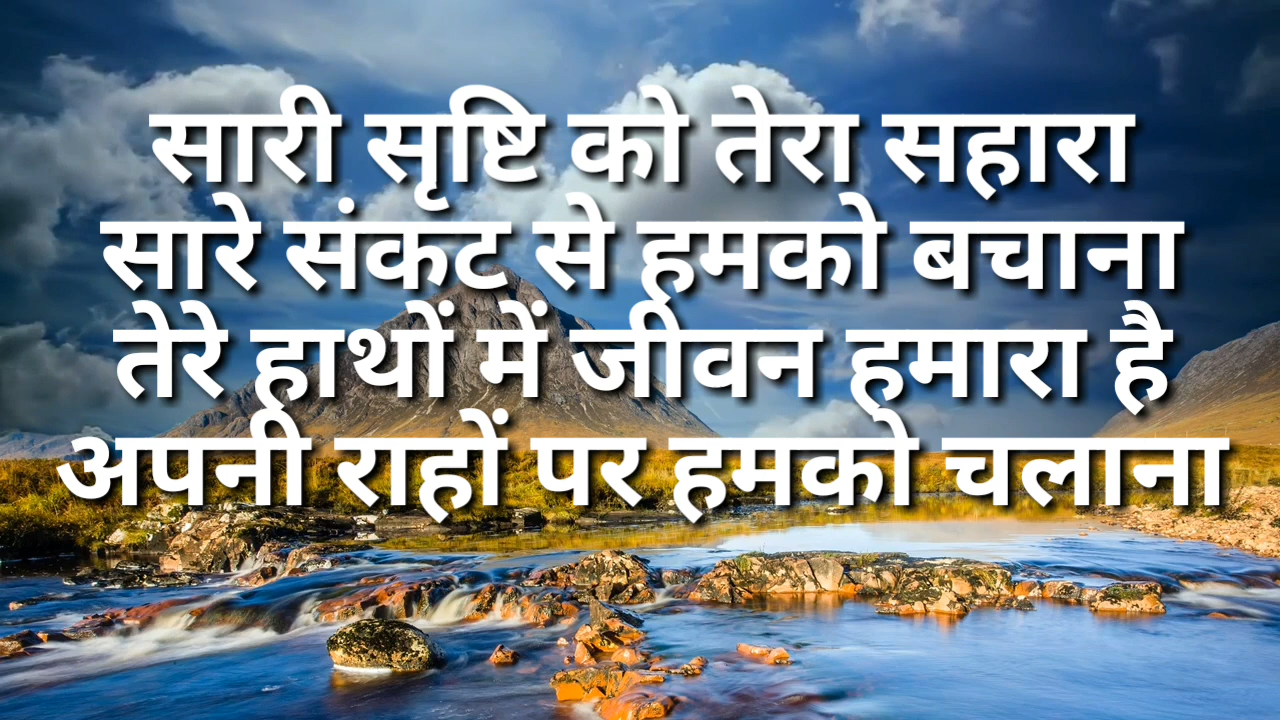 सारी सृष्टि को तेरा सहारा
सारे संकट से हमको बचाना
तेरे हाथों में जीवन हमारा है
अपनी राहों पर हमको चलाना